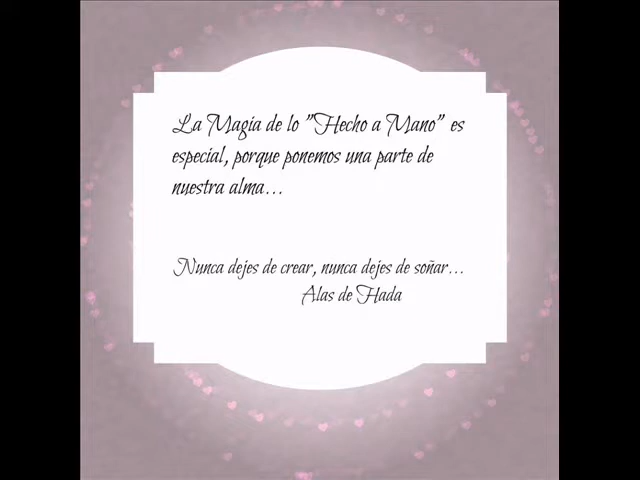 La Magia de lo "Hecho a Mano" es
especial, porque ponemos una parte de
nuestra alma...
Nunca dejes de crear, nunca dejes de soñar...
Alas de Hada